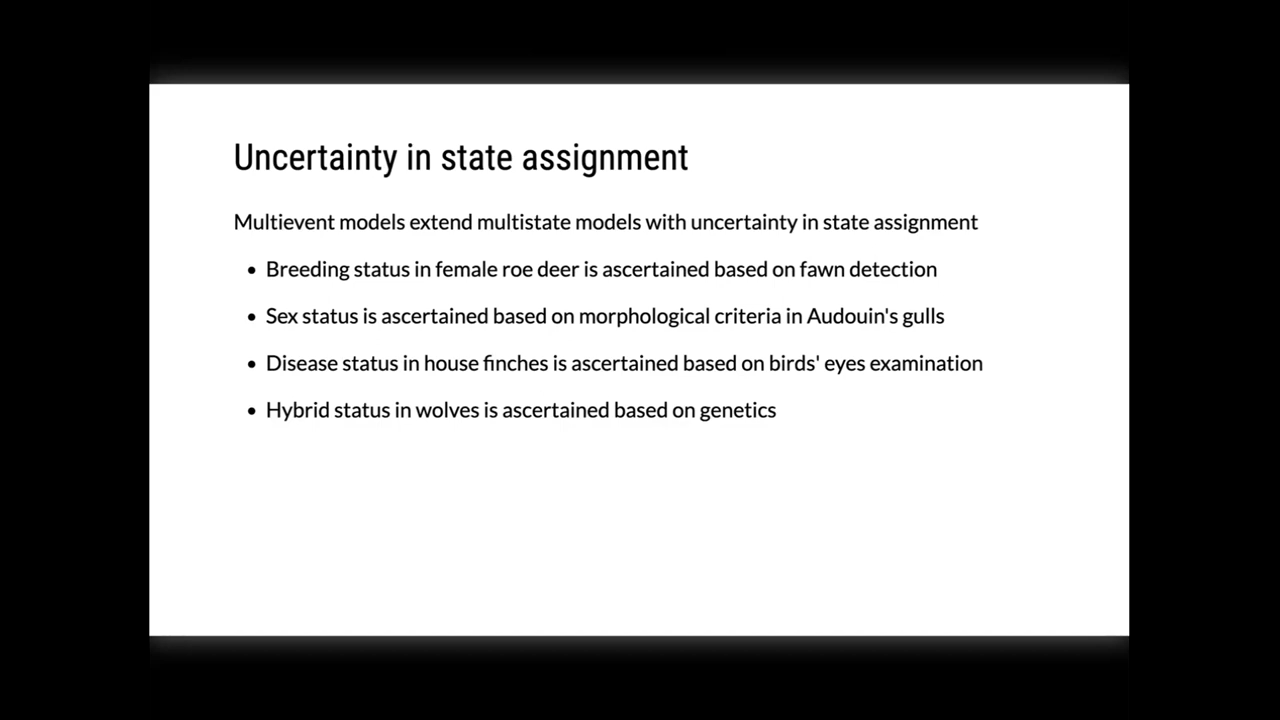 Uncertainty in state assignment
Multievent models extend multistate models with uncertainty in state assignment
• Breeding status in female roe deer is ascertained based on fawn detection
• Sex status is ascertained based on morphological criteria in Audouin's gulls
• Disease status in house finches is ascertained based on birds' eyes examination
• Hybrid status in wolves is ascertained based on genetics